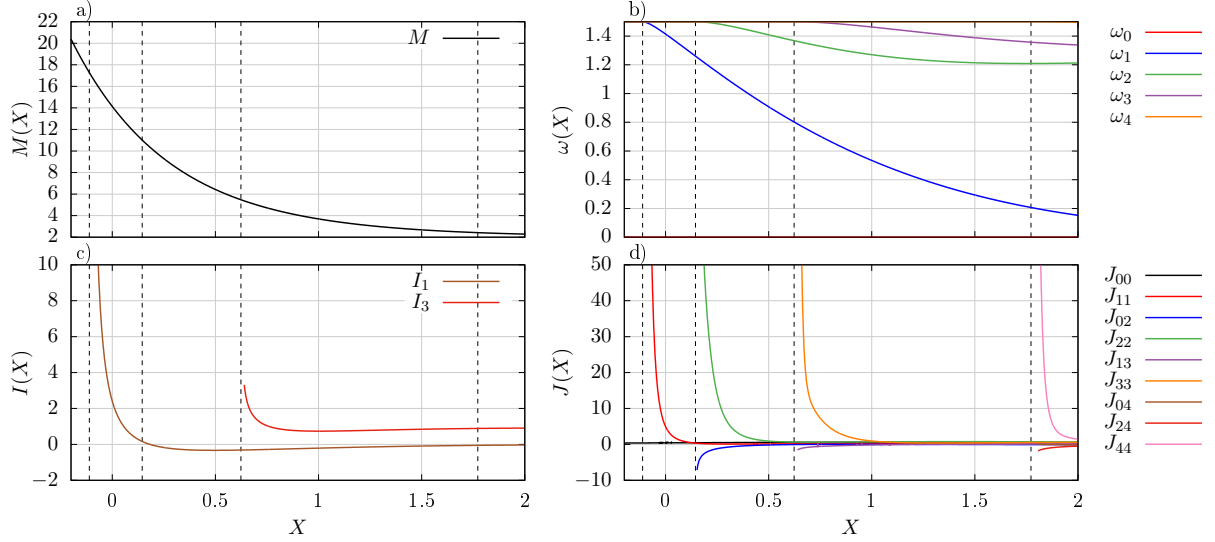 a)
M(X)
22
20
18
16
14
12
10
8
6
4
2
M
b)
ω(X)
1.4
1.2
1
0.8
0.6
0.4
0.2
0
ω₀
ω₁
ω₂
ω₃
ω₄
c)
I(X)
10
8
6
4
2
0
−2
I₁
I₃
0
0.5
1
1.5
2
X
d)
J(X)
50
40
30
20
10
0
−10
0
0.5
1
1.5
2
X
J₀₀
J₁₁
J₀₂
J₂₂
J₁₃
J₃₃
J₀₄
J₂₄
J₄₄